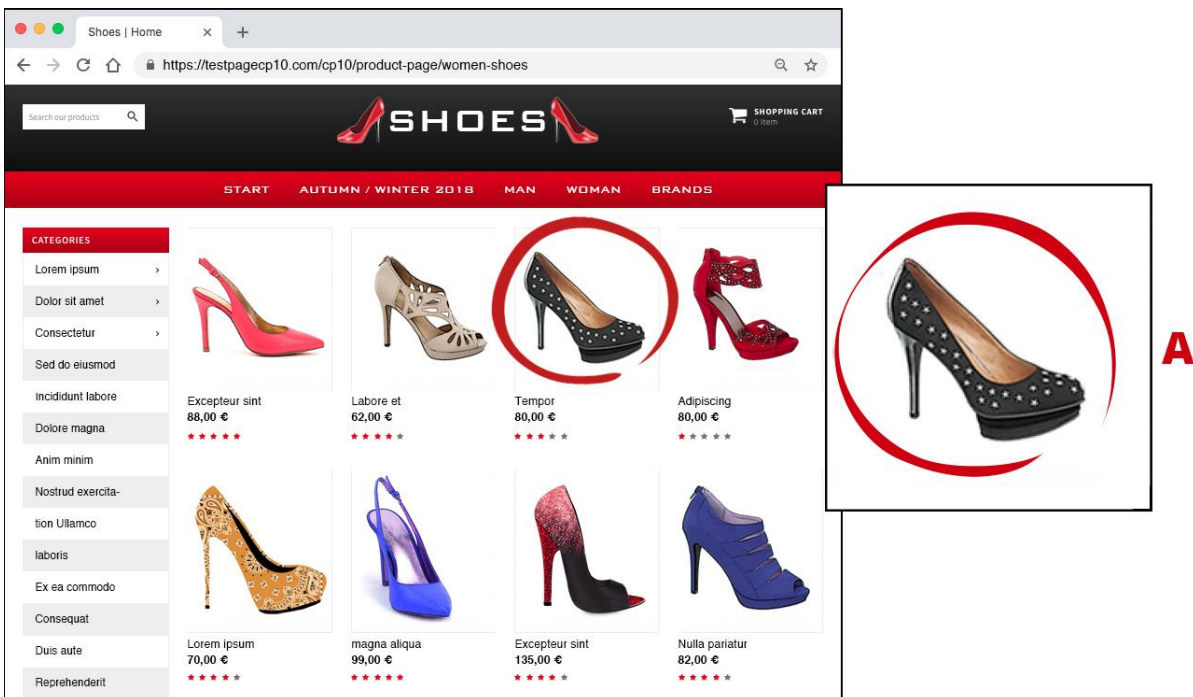 Shoes | Home
https://testpagecp10.com/cp10/product-page/women-shoes
Search our products
SHOES
SHOPPING CART
0 item
START AUTUMN / WINTER 2018 MAN WOMAN BRANDS
CATEGORIES
Lorem ipsum
Dolor sit amet
Consectetur
Sed do eiusmod
Incididunt labore
Dolore magna
Anim minim
Nostrud exercita-
tion Ullamco
laboris
Ex ea commodo
Consequat
Duis aute
Reprehenderit
Excepteur sint
88,00 €
Labore et
62,00 €
Tempor
80,00 €
Adipiscing
80,00 €
Lorem ipsum
70,00 €
magna aliqua
99,00 €
Excepteur sint
135,00 €
Nulla pariatur
82,00 €
A